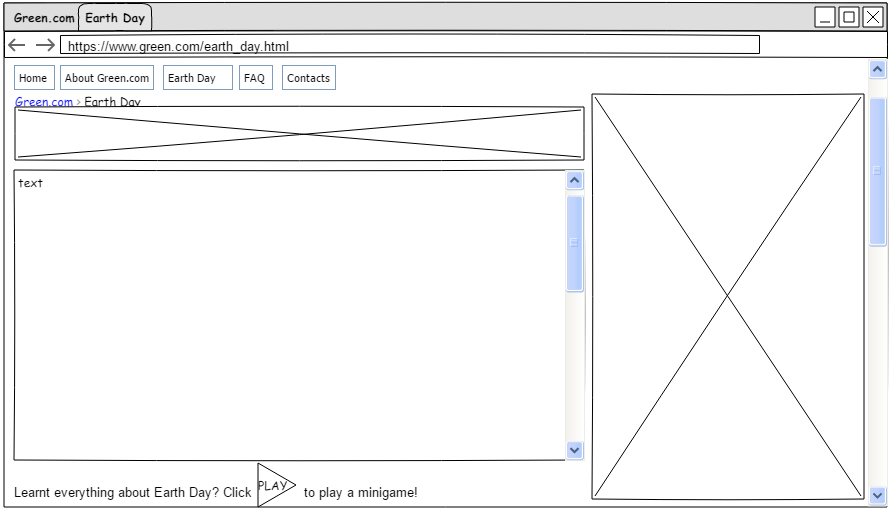 Green.com Earth Day
https://www.green.com/earth_day.html
Home About Green.com Earth Day FAQ Contacts
Green.com > Earth Day
text
Learnt everything about Earth Day? Click PLAY to play a minigame!